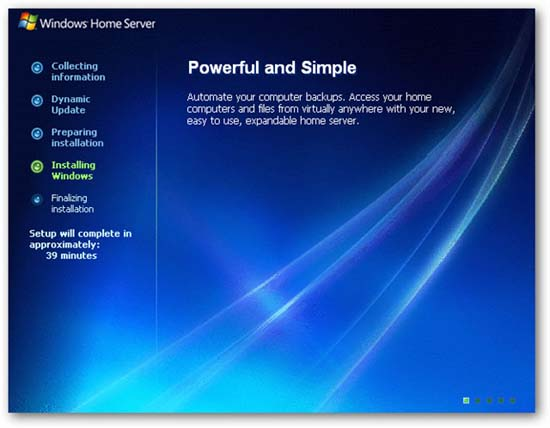 Windows Home Server
Collecting
information
Dynamic
Update
Preparing
installation
Installing
Windows
Finalizing
installation
Setup will complete in
approximately:
39 minutes
Powerful and Simple
Automate your computer backups. Access your home
computers and files from virtually anywhere with your new,
easy to use, expandable home server.